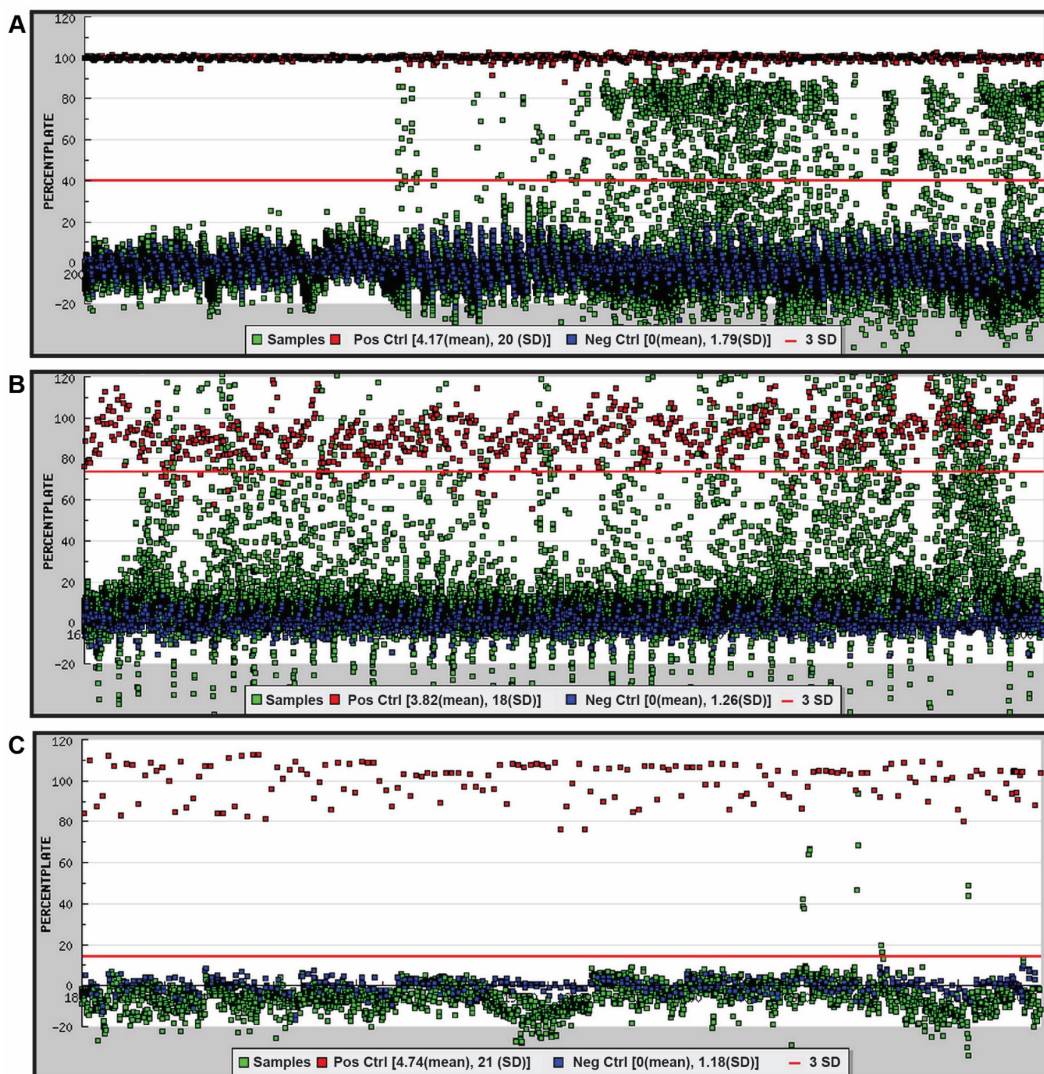 A
120
100
80
60
40
20
0
-20
PERCENTPLATE
Samples Pos Ctrl [4.17(mean), 20 (SD)] Neg Ctrl [0(mean), 1.79(SD)] 3 SD
B
120
100
80
60
40
20
0
-20
PERCENTPLATE
Samples Pos Ctrl [3.82(mean), 18(SD)] Neg Ctrl [0(mean), 1.26(SD)] 3 SD
C
120
100
80
60
40
20
0
-20
PERCENTPLATE
Samples Pos Ctrl [4.74(mean), 21 (SD)] Neg Ctrl [0(mean), 1.18(SD)] 3 SD